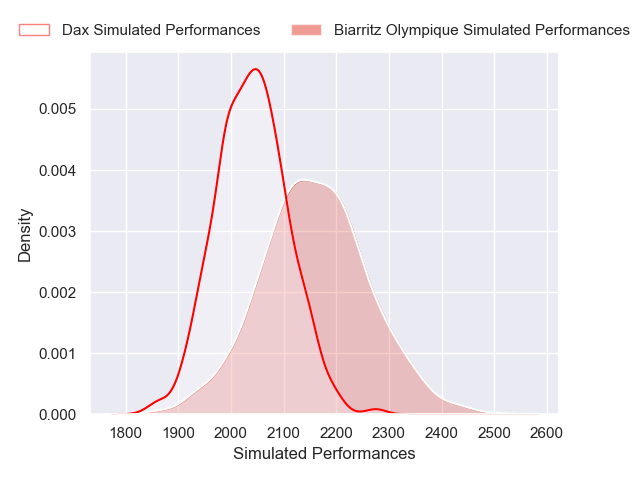 Dax Simulated Performances
Biarritz Olympique Simulated Performances
0.005
0.004
0.003
0.002
0.001
0.000
Density
1800 1900 2000 2100 2200 2300 2400 2500 2600
Simulated Performances